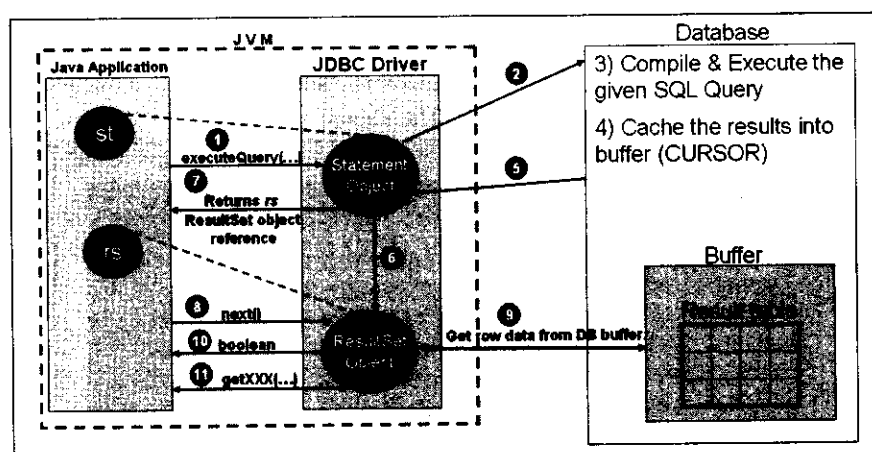 J V M
Java Application
JDBC Driver
Database
st
1
executeQuery(...
7
Returns rs
ResultSet object
reference
rs
8
next()
10
boolean
11
getXXX(...)
Statement
Object
6
ResultSet
Object
2
5
9
Get row data from DB buffer.
3) Compile & Execute the
given SQL Query
4) Cache the results into
buffer (CURSOR)
Buffer
Result Table